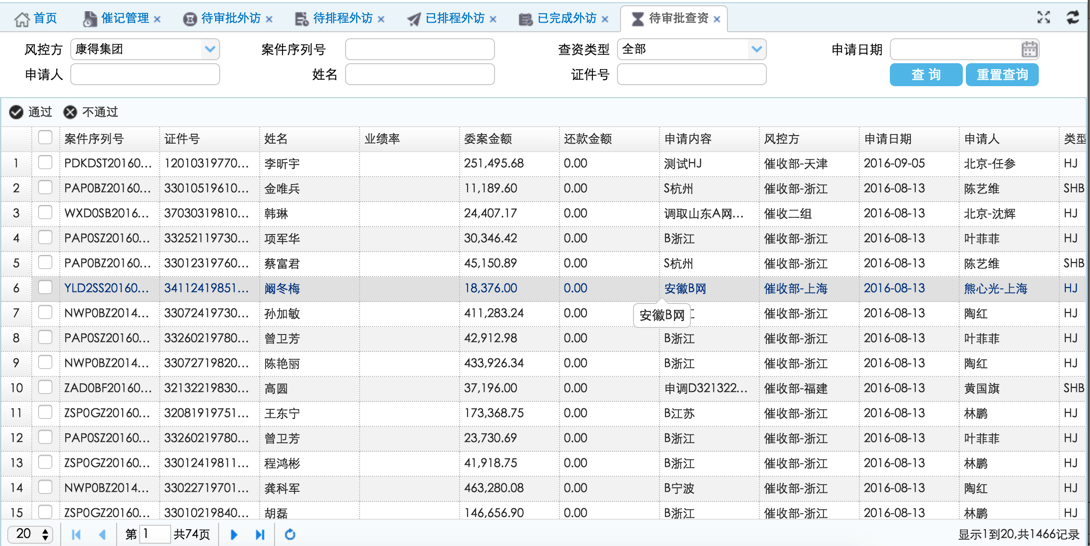 首页 催记管理 × 待审批外访 × 待排程外访 × 已排程外访 × 已完成外访 × 待审批查资 ×
风控方 康得集团 案件序列号 查资类型 全部 申请日期
申请人 姓名 证件号 查 询 重置查询
通过 不通过
案件序列号 证件号 姓名 业绩率 委案金额 还款金额 申请内容 风控方 申请日期 申请人 类型
1 PDKDST20160... 12010319770... 李昕宇 251,495.68 0.00 测试HJ 催收部-天津 2016-09-05 北京-任参 HJ
2 PAP0BZ20160... 33010519610... 金唯兵 11,189.60 0.00 S杭州 催收部-浙江 2016-08-13 陈艺维 SHB
3 WXD0SB2016... 37030319810... 韩琳 24,407.17 0.00 调取山东A网... 催收二组 2016-08-13 北京-沈辉 HJ
4 PAP0SZ20160... 33252119730... 项军华 30,346.42 0.00 B浙江 催收部-浙江 2016-08-13 叶菲菲 HJ
5 PAP0BZ20160... 33012319760... 蔡富君 45,150.89 0.00 S杭州 催收部-浙江 2016-08-13 陈艺维 SHB
6 YLD2SS20160... 34112419851... 阚冬梅 18,376.00 0.00 安徽B网 催收部-上海 2016-08-13 熊心光-上海 HJ
7 NWP0BZ2014... 33072419730... 孙加敏 411,283.24 0.00 安徽B网 江 催收部-浙江 2016-08-13 陶红 HJ
8 PAP0SZ20160... 33260219780... 曾卫芳 42,912.98 0.00 B浙江 催收部-浙江 2016-08-13 叶菲菲 HJ
9 NWP0BZ2014... 33072719820... 陈艳丽 433,926.34 0.00 B浙江 催收部-浙江 2016-08-13 陶红 HJ
10 ZAD0BF20160... 32132219830... 高圆 37,196.00 0.00 申调D321322... 催收部-福建 2016-08-13 黄国旗 SHB
11 ZSP0GZ20160... 32081919751... 王东宁 173,368.75 0.00 B江苏 催收部-浙江 2016-08-13 林鹏 HJ
12 PAP0SZ20160... 33260219780... 曾卫芳 23,730.69 0.00 B浙江 催收部-浙江 2016-08-13 叶菲菲 HJ
13 ZSP0GZ20160... 33012419811... 程鸿彬 41,918.75 0.00 B浙江 催收部-浙江 2016-08-13 林鹏 HJ
14 NWP0BZ2014... 33022719701... 龚科军 463,280.08 0.00 B宁波 催收部-浙江 2016-08-13 陶红 HJ
15 ZSP0GZ20160... 33010219840... 胡磊 146,656.90 0.00 B浙江 催收部-浙江 2016-08-13 林鹏 HJ
20 第 1 共74页 显示1到20,共1466记录